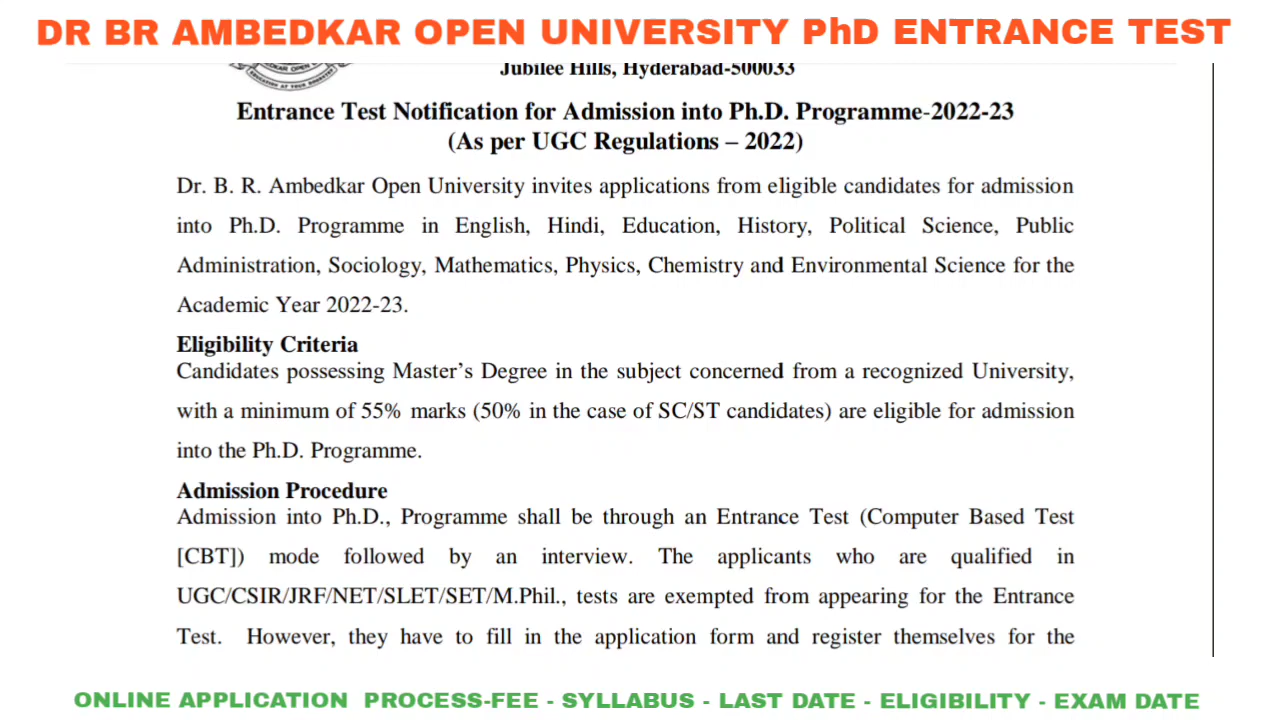 DR BR AMBEDKAR OPEN UNIVERSITY PhD ENTRANCE TEST
Jubilee Hills, Hyderabad-500033
Entrance Test Notification for Admission into Ph.D. Programme-2022-23
(As per UGC Regulations – 2022)
Dr. B. R. Ambedkar Open University invites applications from eligible candidates for admission
into Ph.D. Programme in English, Hindi, Education, History, Political Science, Public
Administration, Sociology, Mathematics, Physics, Chemistry and Environmental Science for the
Academic Year 2022-23.
Eligibility Criteria
Candidates possessing Master’s Degree in the subject concerned from a recognized University,
with a minimum of 55% marks (50% in the case of SC/ST candidates) are eligible for admission
into the Ph.D. Programme.
Admission Procedure
Admission into Ph.D., Programme shall be through an Entrance Test (Computer Based Test
[CBT]) mode followed by an interview. The applicants who are qualified in
UGC/CSIR/JRF/NET/SLET/SET/M.Phil., tests are exempted from appearing for the Entrance
Test. However, they have to fill in the application form and register themselves for the
ONLINE APPLICATION PROCESS-FEE - SYLLABUS - LAST DATE - ELIGIBILITY - EXAM DATE